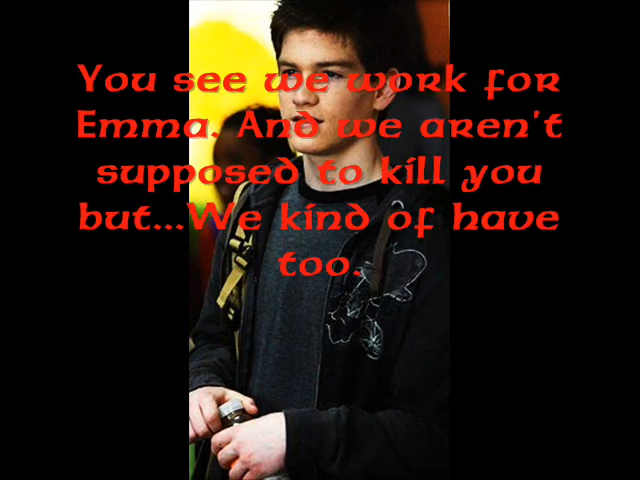 You see we work for
Emma. And we aren't
supposed to kill you
but...We kind of have
too.